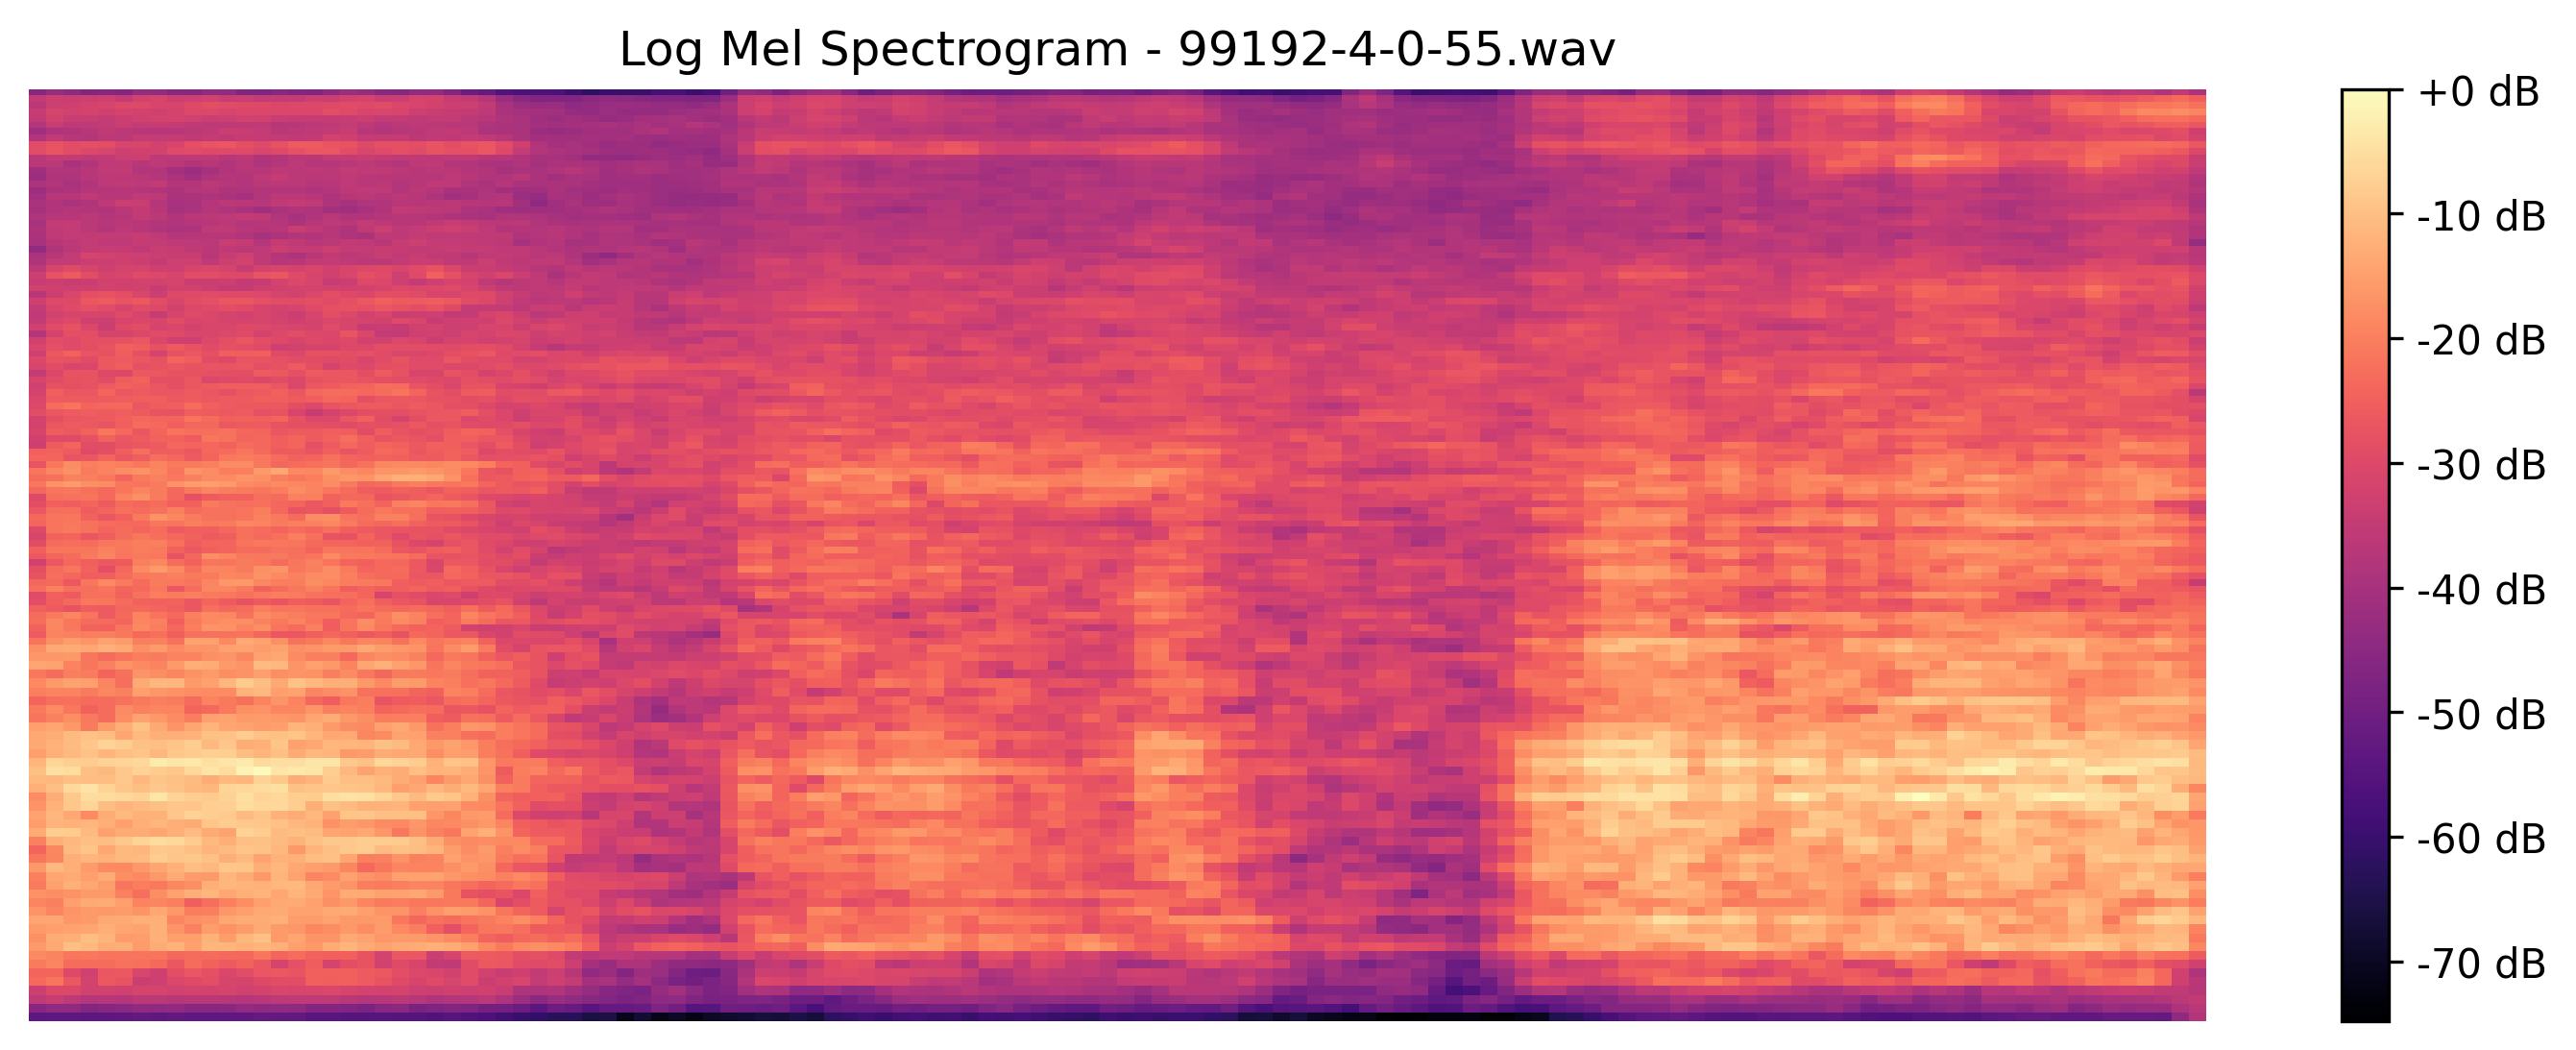 Log Mel Spectrogram - 99192-4-0-55.wav
+0 dB
-10 dB
-20 dB
-30 dB
-40 dB
-50 dB
-60 dB
-70 dB